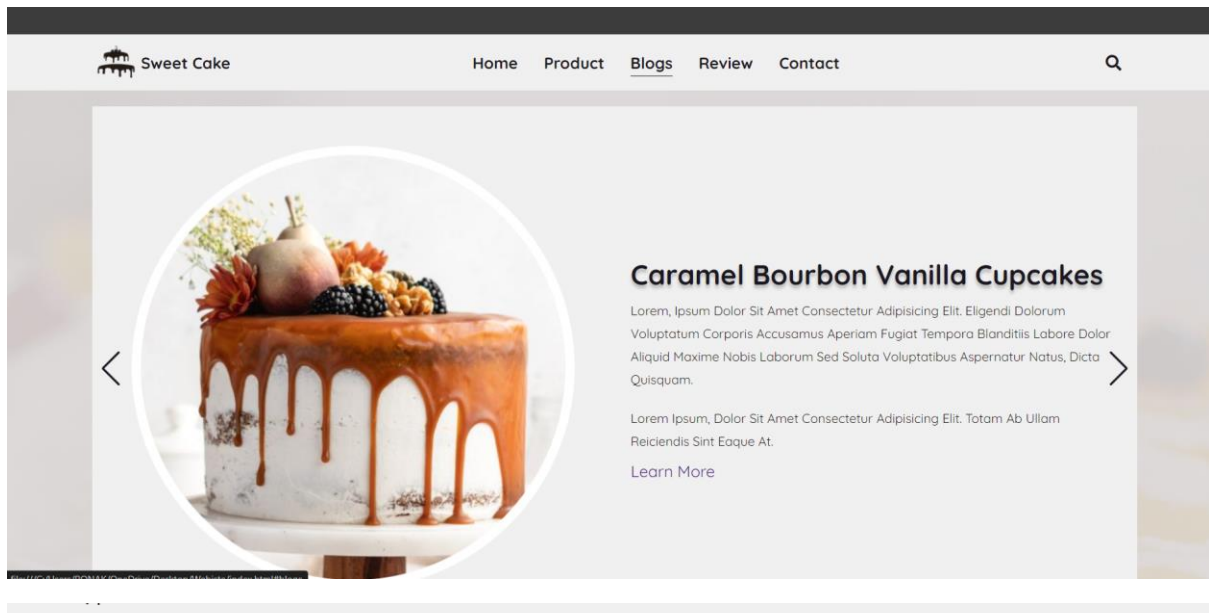 Sweet Cake
Home Product Blogs Review Contact
Caramel Bourbon Vanilla Cupcakes
Lorem, Ipsum Dolor Sit Amet Consectetur Adipisicing Elit. Eligendi Dolorum
Voluptatum Corporis Accusamus Aperiam Fugiat Tempora Blanditiis Labore Dolor
Aliquid Maxime Nobis Laborum Sed Soluta Voluptatibus Aspernatur Natus, Dicta
Quisquam.
Lorem Ipsum, Dolor Sit Amet Consectetur Adipisicing Elit. Totam Ab Ullam
Reiciendis Sint Eaque At.
Learn More